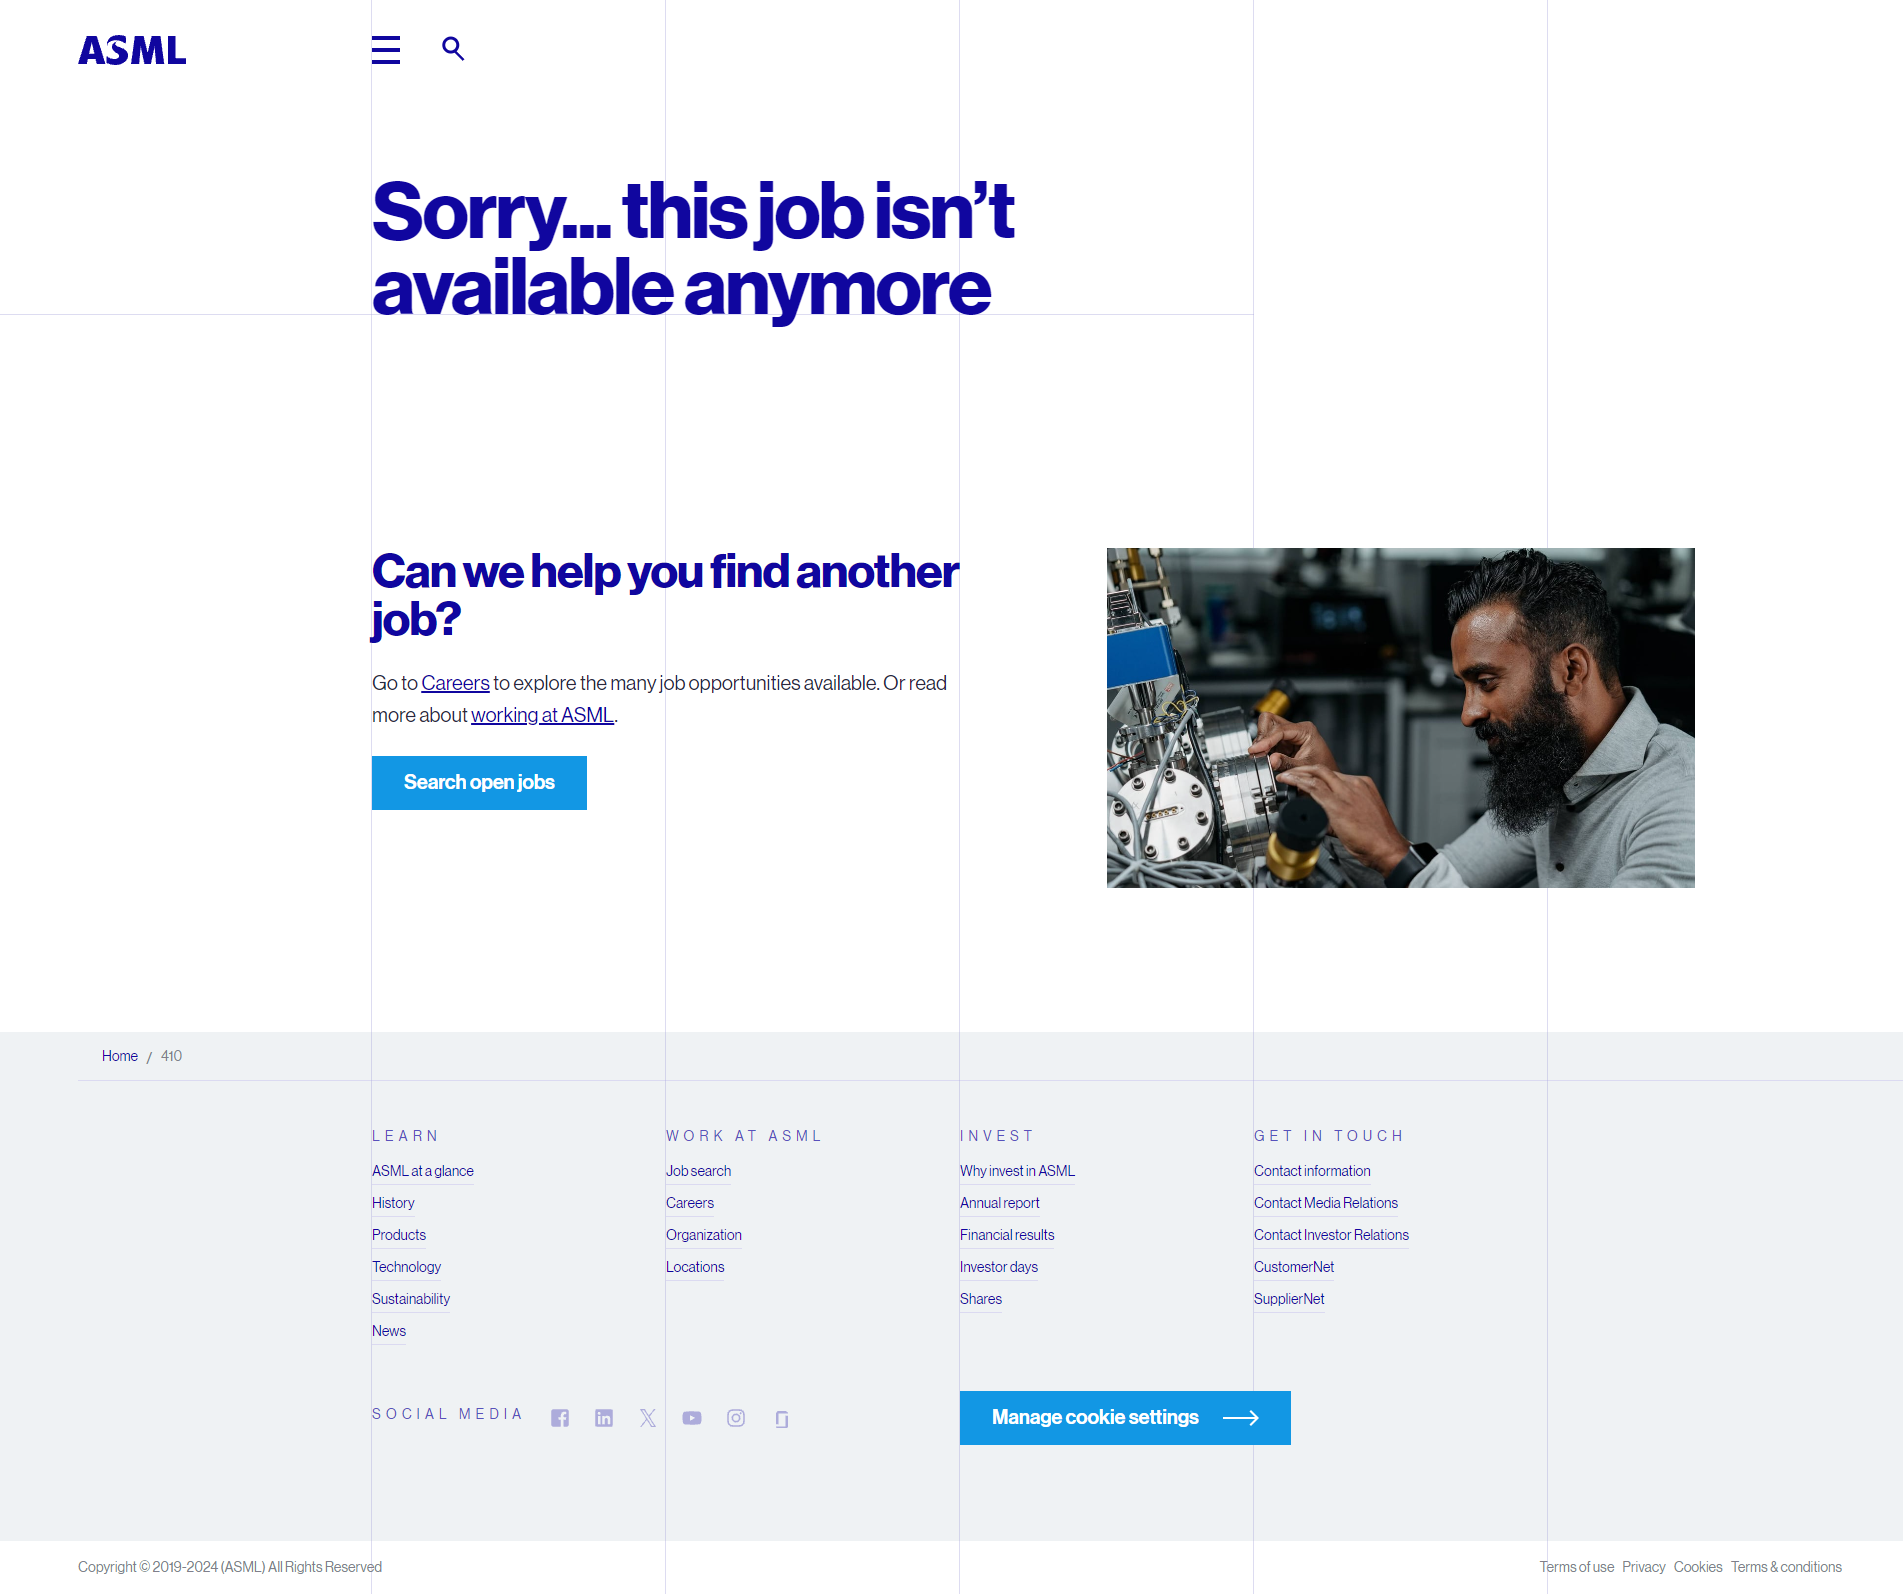 ASML
Sorry... this job isn’t
available anymore
Can we help you find another
job?
Go to Careers to explore the many job opportunities available. Or read
more about working at ASML.
Search open jobs
Home / 410
LEARN
ASML at a glance
History
Products
Technology
Sustainability
News
WORK AT ASML
Job search
Careers
Organization
Locations
INVEST
Why invest in ASML
Annual report
Financial results
Investor days
Shares
GET IN TOUCH
Contact information
Contact Media Relations
Contact Investor Relations
CustomerNet
SupplierNet
SOCIAL MEDIA
Manage cookie settings
Copyright © 2019-2024 (ASML) All Rights Reserved
Terms of use Privacy Cookies Terms & conditions